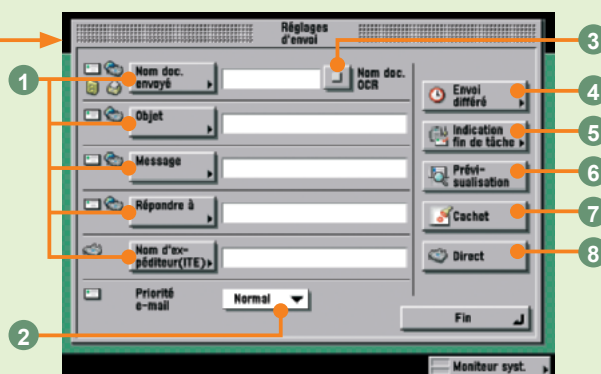 Réglages
d'envoi
Nom doc.
envoyé
Nom doc.
OCR
Objet
Message
Répondre à
Nom d'ex-
péditeur(ITE)
Priorité
e-mail
Normal
Envoi
différé
Indication
fin de tâche
Prévi-
sualisation
Cachet
Direct
Fin
Moniteur syst.
1
2
3
4
5
6
7
8